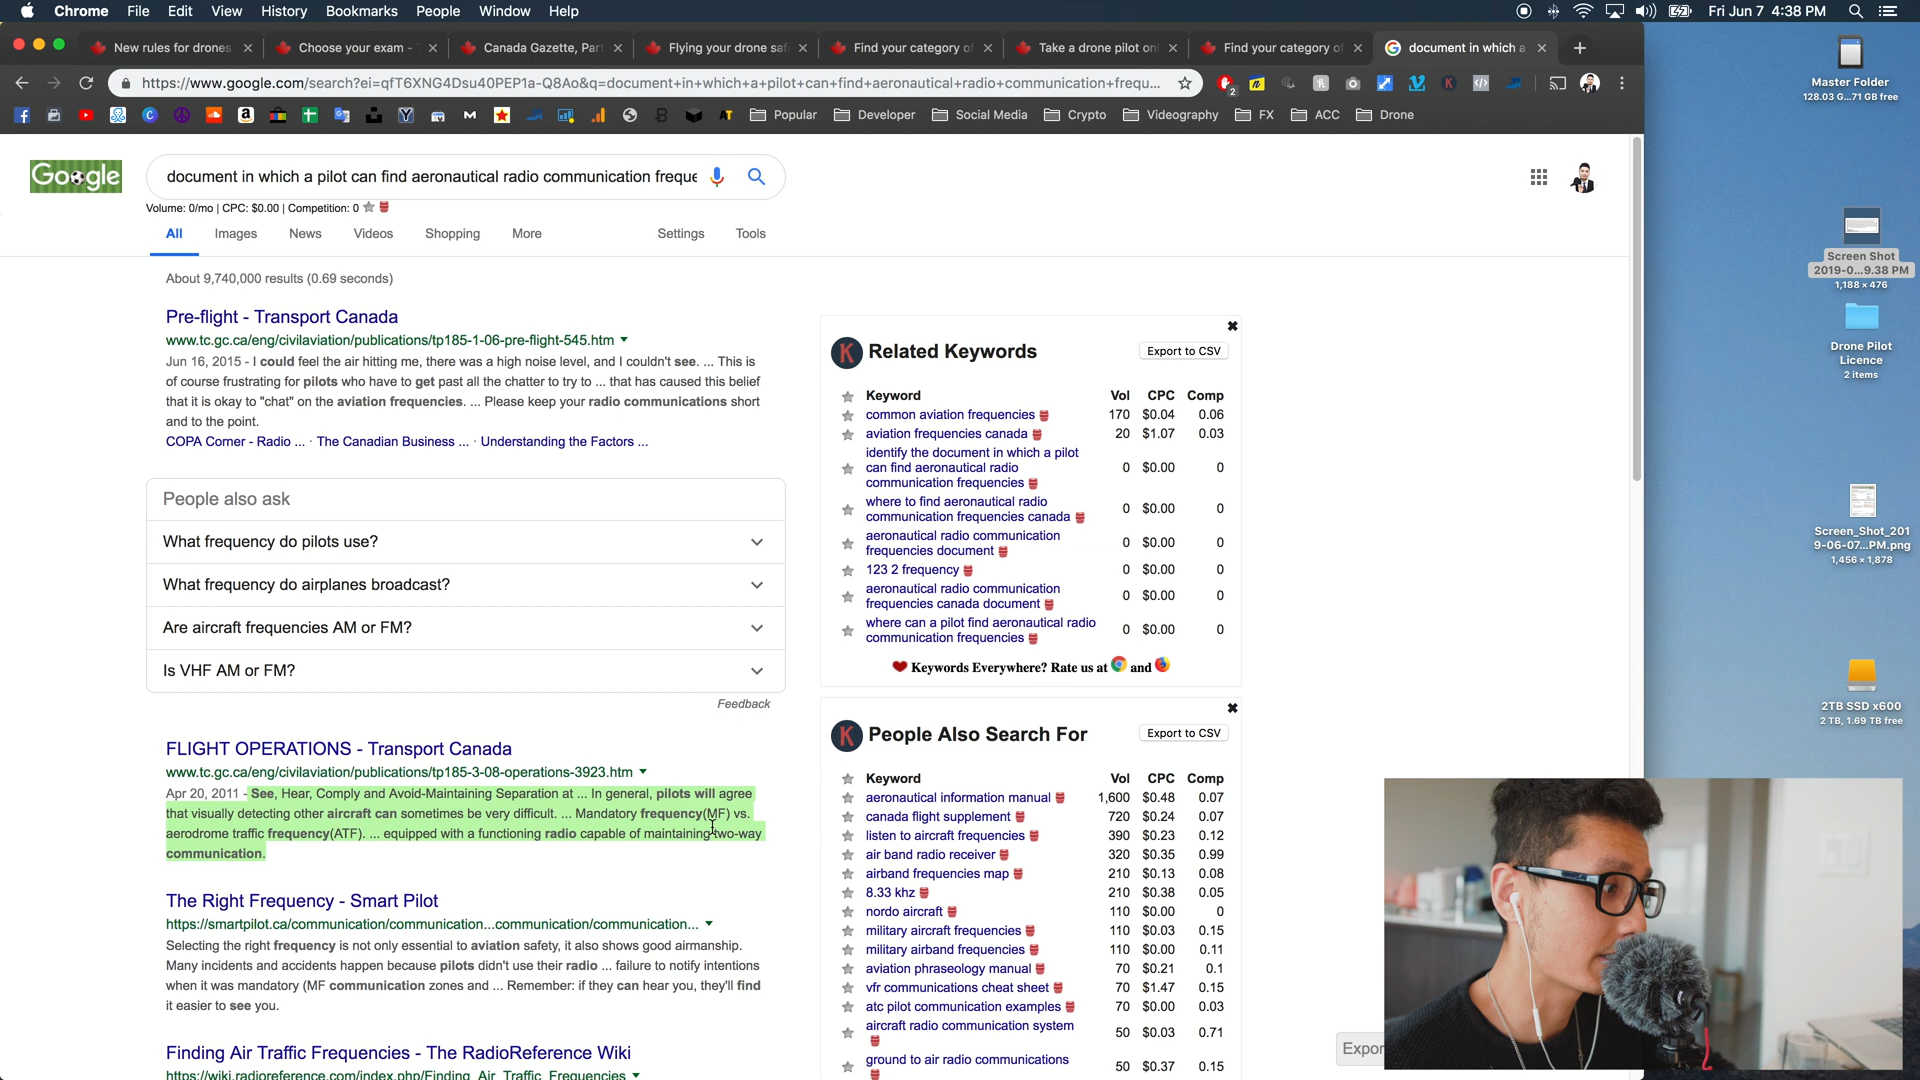 Chrome File Edit View History Bookmarks People Window Help
Fri Jun 7 4:38 PM
New rules for drones
Choose your exam -
Canada Gazette, Part
Flying your drone saf
Find your category of
Take a drone pilot on
Find your category of
document in which a
https://www.google.com/search?ei=qfT6XNG4Dsu40PEP1a-Q8Ao&q=document+in+which+a+pilot+can+find+aeronautical+radio+communication+frequ...
2
Popular
Developer
Social Media
Crypto
Videography
FX
ACC
Drone
Google
document in which a pilot can find aeronautical radio communication freque
Volume: 0/mo | CPC: $0.00 | Competition: 0
All Images News Videos Shopping More Settings Tools
About 9,740,000 results (0.69 seconds)
Pre-flight - Transport Canada
www.tc.gc.ca/eng/civilaviation/publications/tp185-1-06-pre-flight-545.htm
Jun 16, 2015 - I could feel the air hitting me, there was a high noise level, and I couldn't see. ... This is
of course frustrating for pilots who have to get past all the chatter to try to ... that has caused this belief
that it is okay to "chat" on the aviation frequencies. ... Please keep your radio communications short
and to the point.
COPA Corner - Radio ... · The Canadian Business ... · Understanding the Factors ...
People also ask
What frequency do pilots use?
What frequency do airplanes broadcast?
Are aircraft frequencies AM or FM?
Is VHF AM or FM?
Feedback
FLIGHT OPERATIONS - Transport Canada
www.tc.gc.ca/eng/civilaviation/publications/tp185-3-08-operations-3923.htm
Apr 20, 2011 - See, Hear, Comply and Avoid-Maintaining Separation at ... In general, pilots will agree
that visually detecting other aircraft can sometimes be very difficult. ... Mandatory frequency(MF) vs.
aerodrome traffic frequency(ATF). ... equipped with a functioning radio capable of maintaining two-way
communication.
The Right Frequency - Smart Pilot
https://smartpilot.ca/communication/communication...communication/communication...
Selecting the right frequency is not only essential to aviation safety, it also shows good airmanship.
Many incidents and accidents happen because pilots didn't use their radio ... failure to notify intentions
when it was mandatory (MF communication zones and ... Remember: if they can hear you, they'll find
it easier to see you.
Finding Air Traffic Frequencies - The RadioReference Wiki
https://wiki.radioreference.com/index.php/Finding_Air_Traffic_Frequencies
K Related Keywords Export to CSV
Keyword Vol CPC Comp
common aviation frequencies 170 $0.04 0.06
aviation frequencies canada 20 $1.07 0.03
identify the document in which a pilot
can find aeronautical radio 0 $0.00 0
communication frequencies
where to find aeronautical radio
communication frequencies canada 0 $0.00 0
aeronautical radio communication
frequencies document 0 $0.00 0
123 2 frequency 0 $0.00 0
aeronautical radio communication
frequencies canada document 0 $0.00 0
where can a pilot find aeronautical radio
communication frequencies 0 $0.00 0
Keywords Everywhere? Rate us at and
K People Also Search For Export to CSV
Keyword Vol CPC Comp
aeronautical information manual 1,600 $0.48 0.07
canada flight supplement 720 $0.24 0.07
listen to aircraft frequencies 390 $0.23 0.12
air band radio receiver 320 $0.35 0.99
airband frequencies map 210 $0.13 0.08
8.33 khz 210 $0.38 0.05
nordo aircraft 110 $0.00 0
military aircraft frequencies 110 $0.03 0.15
military airband frequencies 110 $0.00 0.11
aviation phraseology manual 70 $0.21 0.1
vfr communications cheat sheet 70 $1.47 0.15
atc pilot communication examples 70 $0.00 0.03
aircraft radio communication system 50 $0.03 0.71
ground to air radio communications 50 $0.37 0.15
Expor
Master Folder
128.03 G...71 GB free
Screen Shot
2019-0...9.38 PM
1,188 × 476
Drone Pilot
Licence
2 items
Screen_Shot_201
9-06-07...PM.png
1,456 × 1,878
2TB SSD x600
2 TB, 1.69 TB free